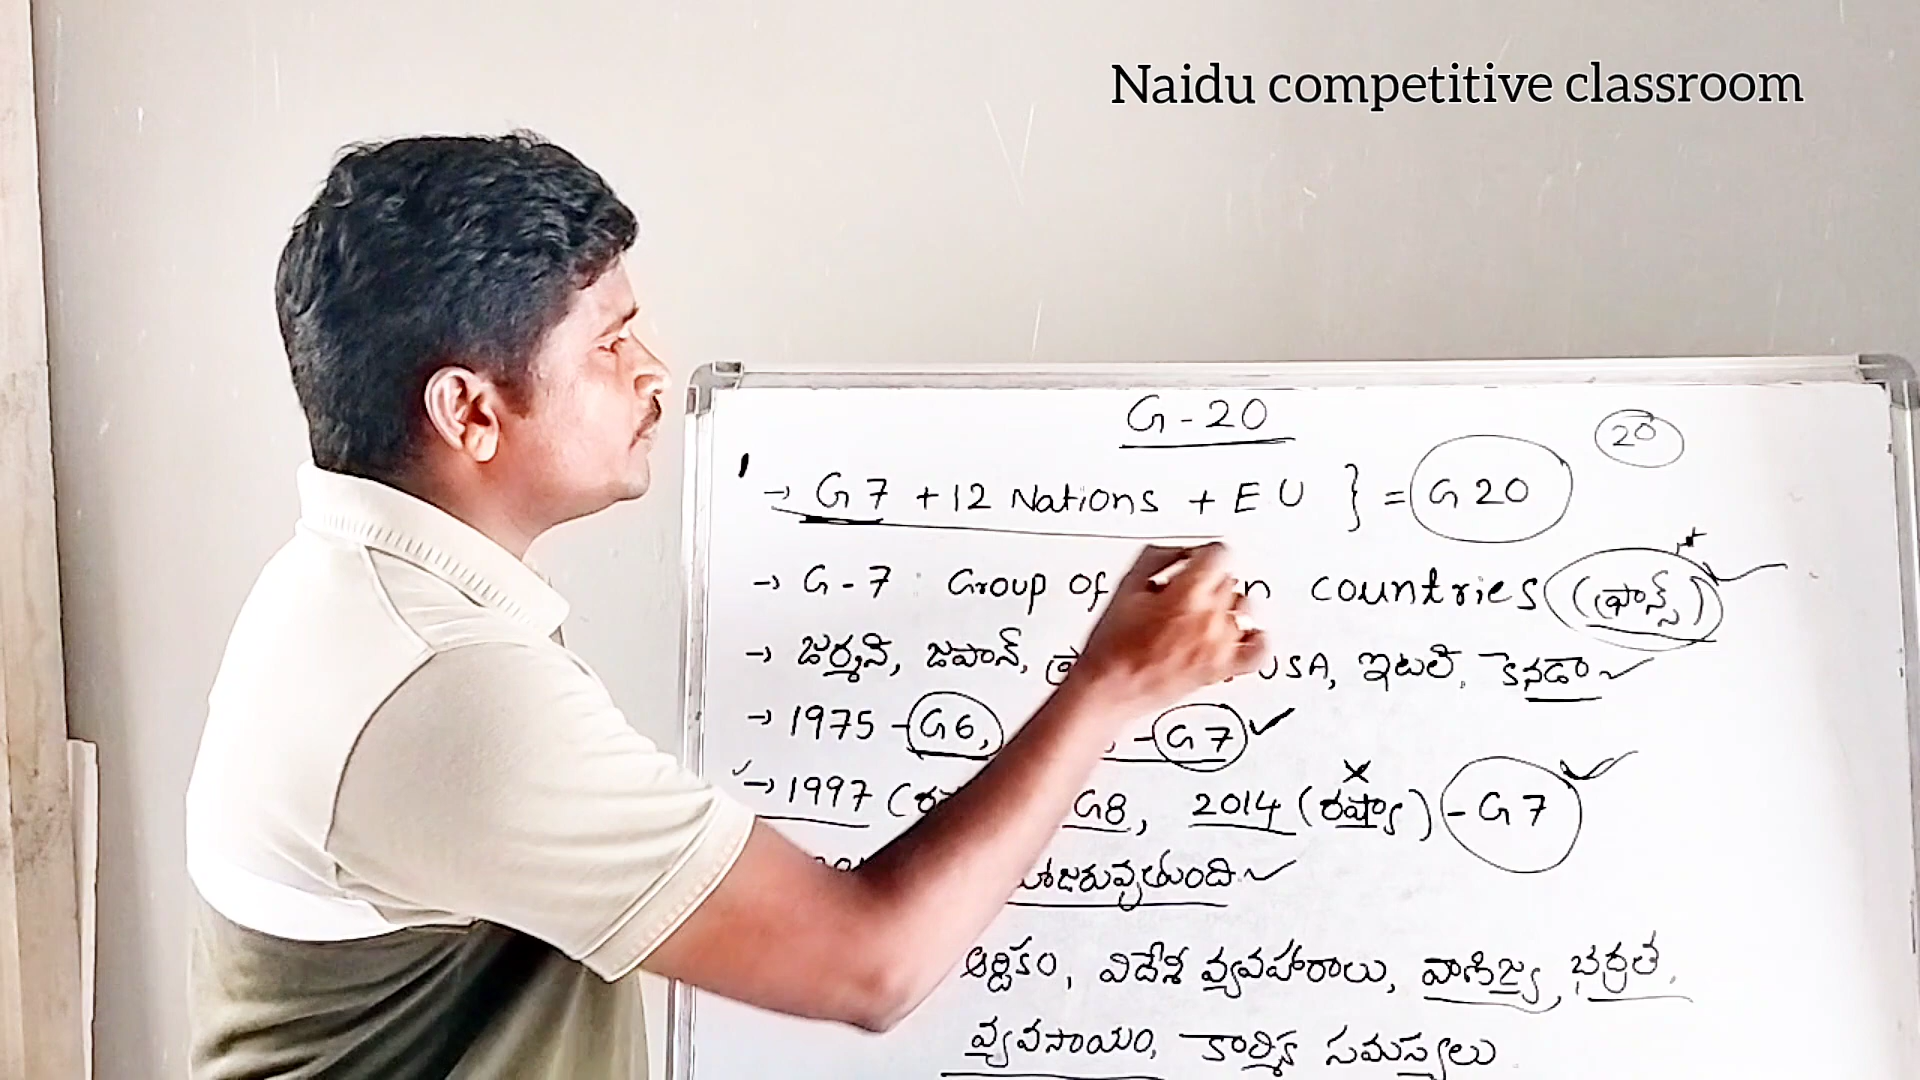 Naidu competitive classroom
G-20
20
→ G7 + 12 Nations + EU } = G20
→ G-7 : Group of countries (ఫ్రాన్స్)
→ జర్మని, జపాన్, USA, ఇటలి, కెనడా
→ 1975 - G6, - G7
→ 1997 ( G8, 2014 (రష్యా) - G7
ఆర్థికం, విదేశీ వ్యవహారాలు, వాణిజ్య, భద్రత,
వ్యవసాయం, కార్మిక సమస్యలు